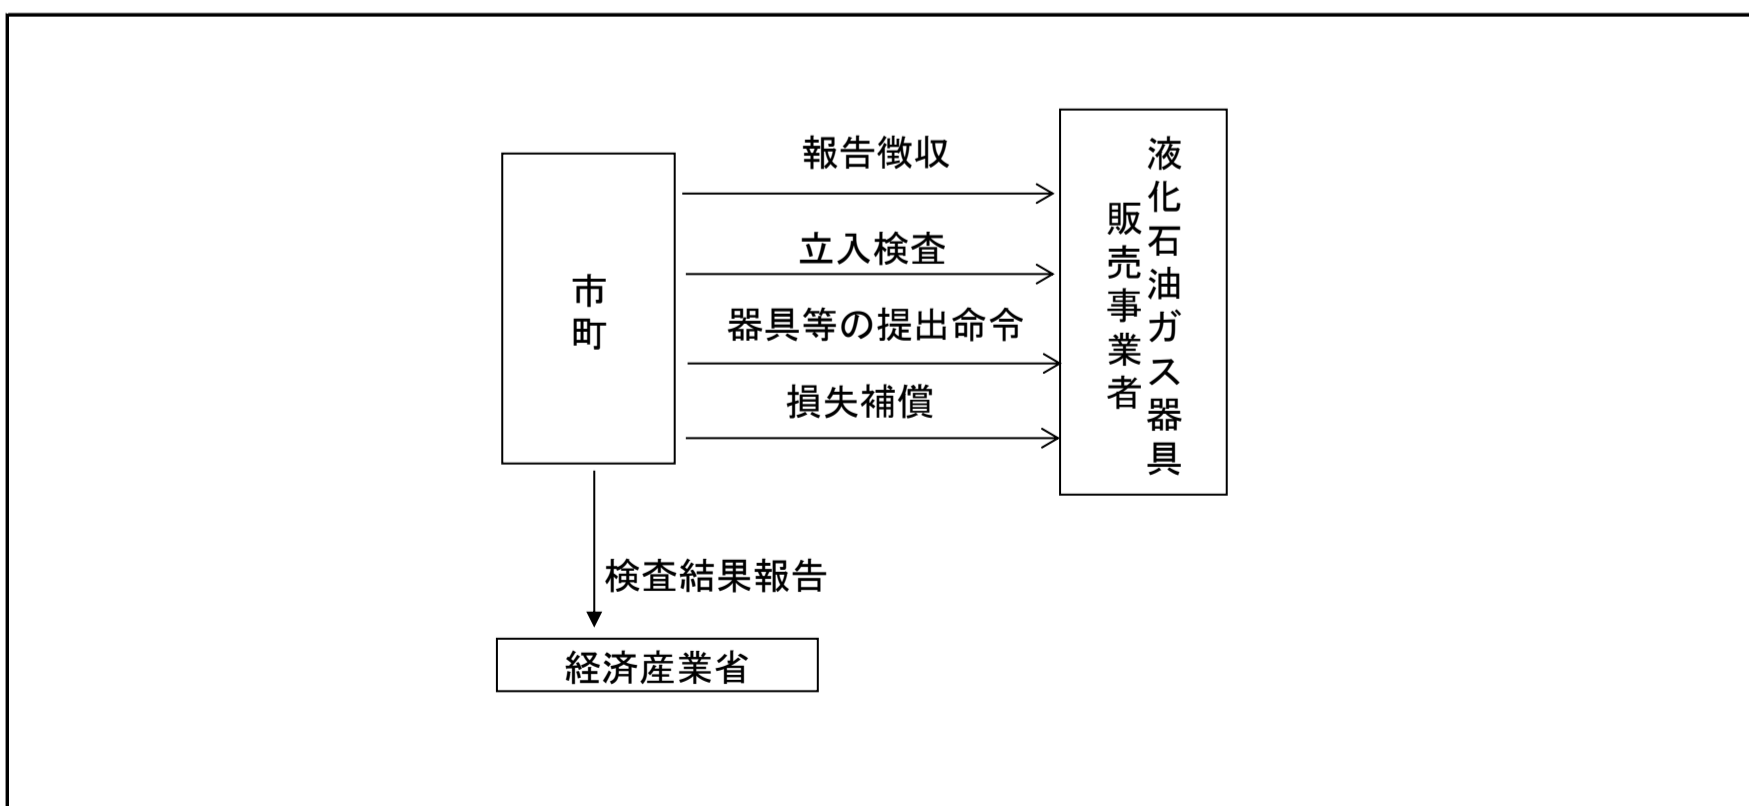 報告徴収
立入検査
器具等の提出命令
損失補償
市町
液化石油ガス器具
販売事業者
検査結果報告
経済産業省